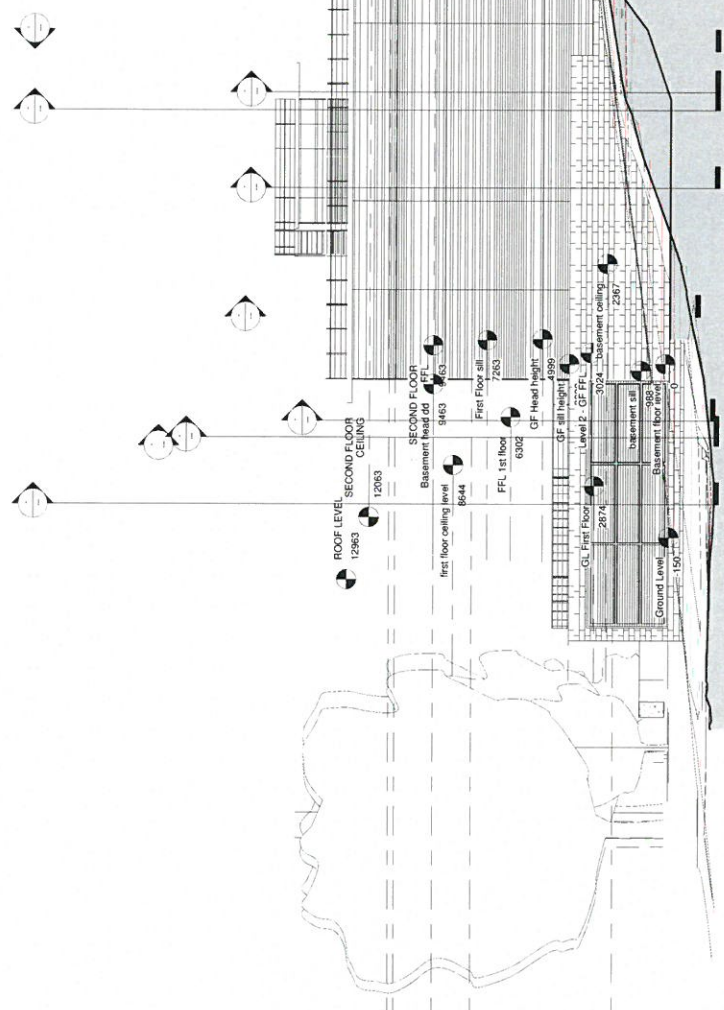 ROOF LEVEL
12963
SECOND FLOOR
CEILING
12063
SECOND FLOOR
FFL
9463
Basement head dd
9463
first floor ceiling level
8644
First Floor sill
7263
FFL 1st floor
6302
GF Head height
4999
GF sill height
Level 2 - GF FFL
3024
GL First Floor
2874
basement ceiling
2367
basement sill
988
Basement floor level
0
Ground Level
-150